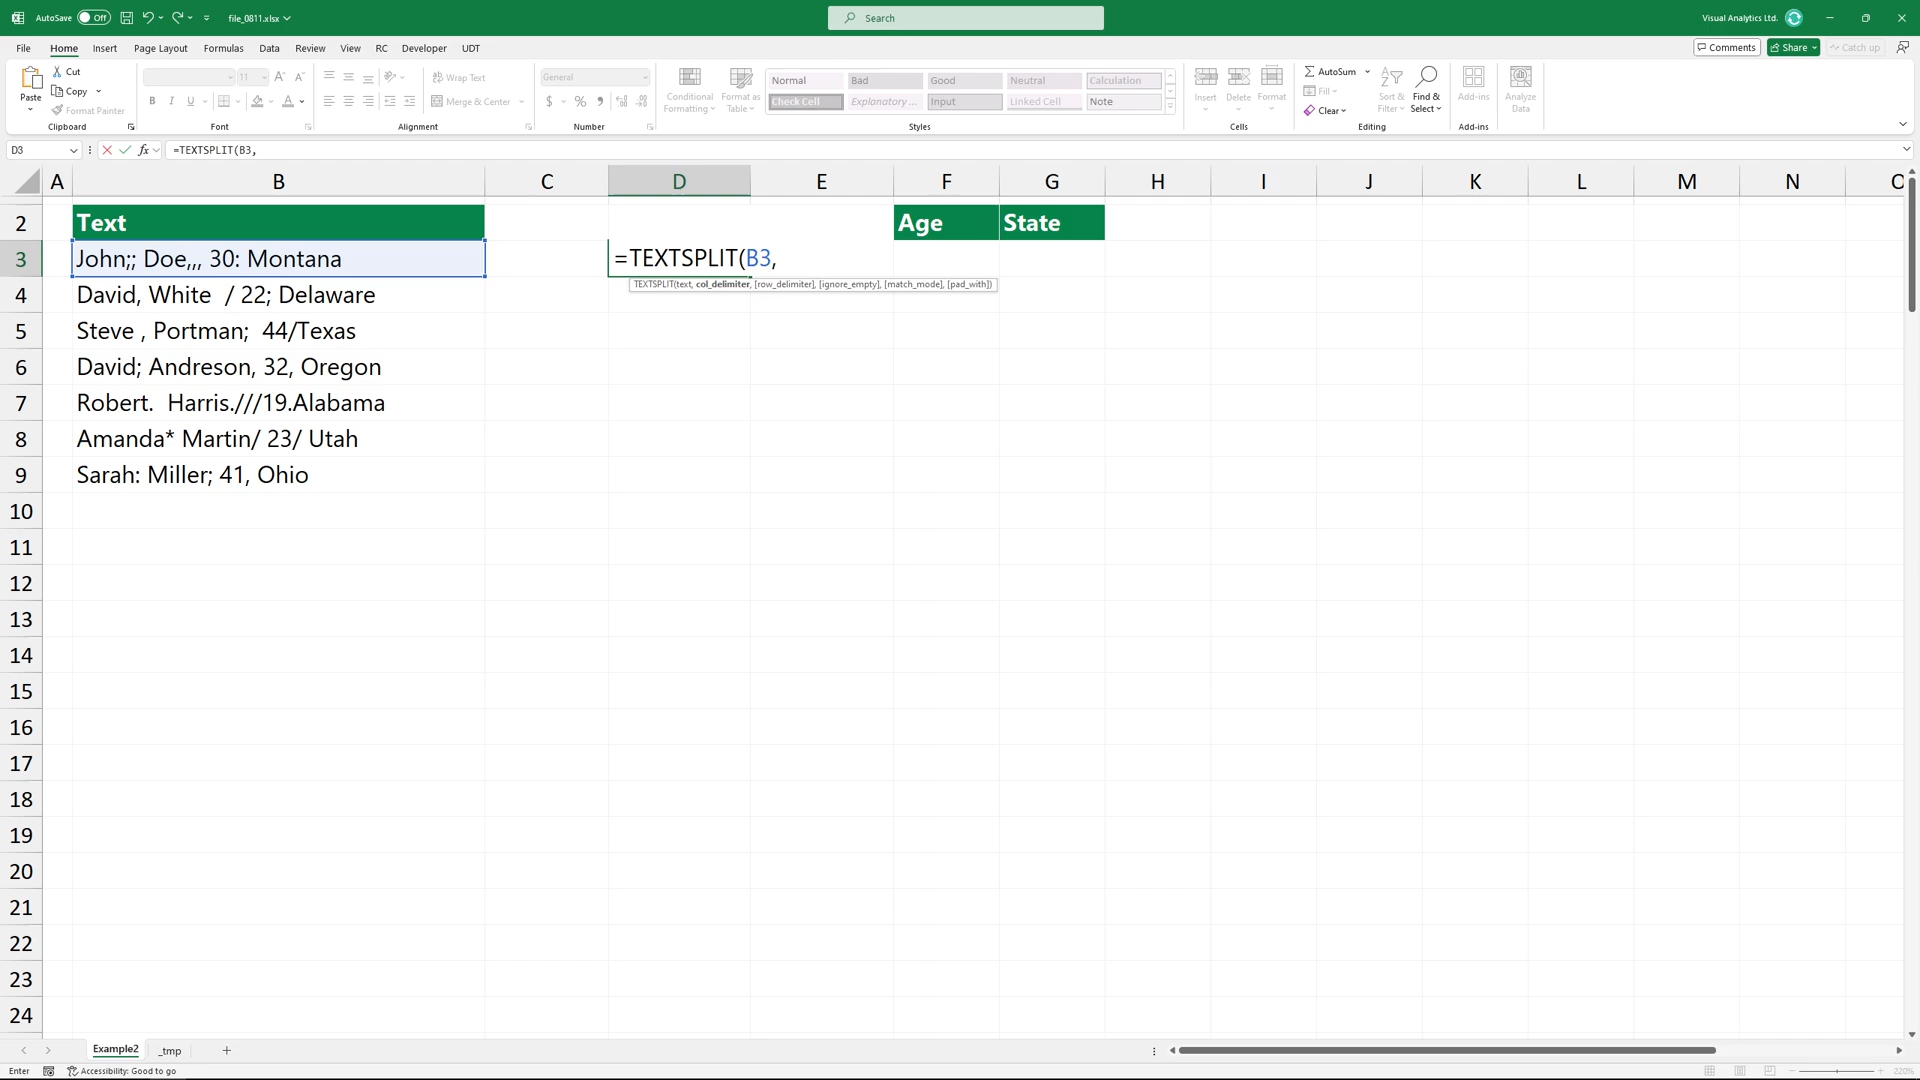 AutoSave Off file_0811.xlsx Search Visual Analytics Ltd.
File Home Insert Page Layout Formulas Data Review View RC Developer UDT Comments Share Catch up
Paste Cut Copy Format Painter Clipboard
11 B I U Font
Wrap Text Merge & Center Alignment
General $ % Number
Conditional Formatting Format as Table
Normal Bad Good Neutral Calculation
Check Cell Explanatory ... Input Linked Cell Note
Styles
Insert Delete Format Cells
AutoSum Fill Clear Sort & Filter Find & Select Editing
Add-ins Add-ins
Analyze Data
D3 fx =TEXTSPLIT(B3,
A B C D E F G H I J K L M N O
2 Text Age State
3 John;; Doe,,, 30: Montana =TEXTSPLIT(B3,
TEXTSPLIT(text, col_delimiter, [row_delimiter], [ignore_empty], [match_mode], [pad_with])
4 David, White  / 22; Delaware
5 Steve , Portman;  44/Texas
6 David; Andreson, 32, Oregon
7 Robert.  Harris.///19.Alabama
8 Amanda* Martin/ 23/ Utah
9 Sarah: Miller; 41, Ohio
10
11
12
13
14
15
16
17
18
19
20
21
22
23
24
Example2 _tmp
Enter Accessibility: Good to go 220%